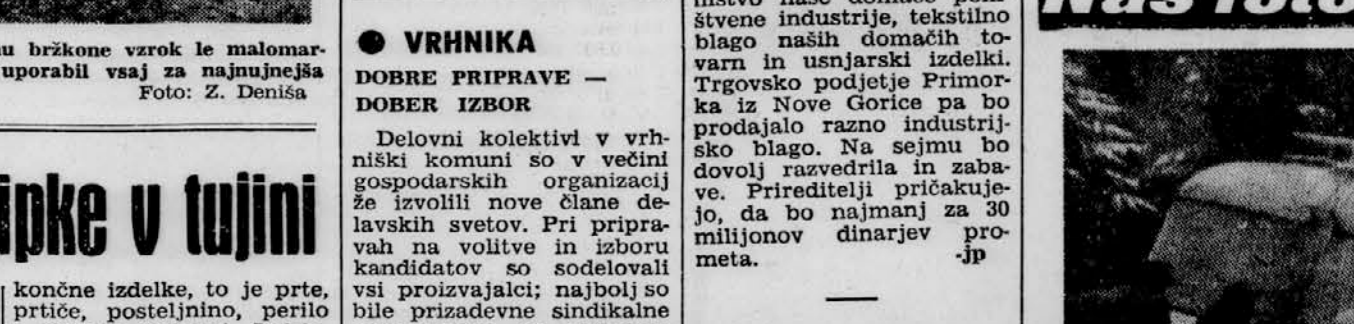 bržkone vzrok le malomar-
uporabil vsaj za najnujnejša
Foto: Z. Deniša
v tujini
končne izdelke, to je prte,
prtiče, posteljnino, perilo
● VRHNIKA
DOBRE PRIPRAVE —
DOBER IZBOR
Delovni kolektivi v vrh-
niški komuni so v večini
gospodarskih organizacij
že izvolili nove člane de-
lavskih svetov. Pri pripra-
vah na volitve in izboru
kandidatov so sodelovali
vsi proizvajalci; najbolj so
bile prizadevne sindikalne
štvene industrije, tekstilno
blago naših domačih to-
varn in usnjarski izdelki.
Trgovsko podjetje Primor-
ka iz Nove Gorice pa bo
prodajalo razno industrij-
sko blago. Na sejmu bo
dovolj razvedrila in zaba-
ve. Prireditelji pričakuje-
jo, da bo najmanj za 30
milijonov dinarjev pro-
meta. -jp